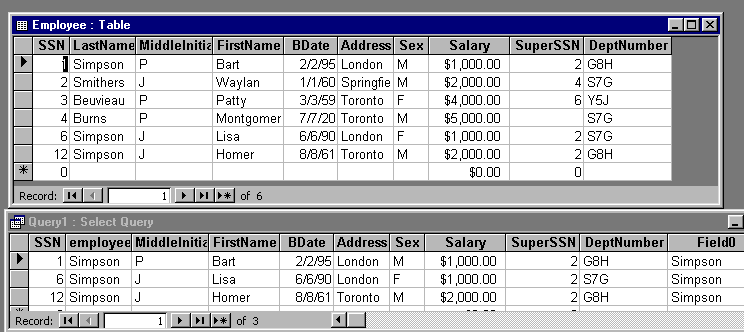 Employee : Table
SSN LastName MiddleInitia FirstName BDate Address Sex Salary SuperSSN DeptNumber
1 Simpson P Bart 2/2/95 London M $1,000.00 2 G8H
2 Smithers J Waylan 1/1/60 Springfie M $2,000.00 4 S7G
3 Beuvieau P Patty 3/3/59 Toronto F $4,000.00 6 Y5J
4 Burns P Montgomer 7/7/20 Toronto M $5,000.00 S7G
6 Simpson J Lisa 6/6/90 London F $1,000.00 2 S7G
12 Simpson J Homer 8/8/61 Toronto M $2,000.00 2 G8H
0 $0.00 0
Record: 1 of 6
Query1 : Select Query
SSN employee MiddleInitia FirstName BDate Address Sex Salary SuperSSN DeptNumber Field0
1 Simpson P Bart 2/2/95 London M $1,000.00 2 G8H Simpson
6 Simpson J Lisa 6/6/90 London F $1,000.00 2 S7G Simpson
12 Simpson J Homer 8/8/61 Toronto M $2,000.00 2 G8H Simpson
0 $0.00 0
Record: 1 of 3